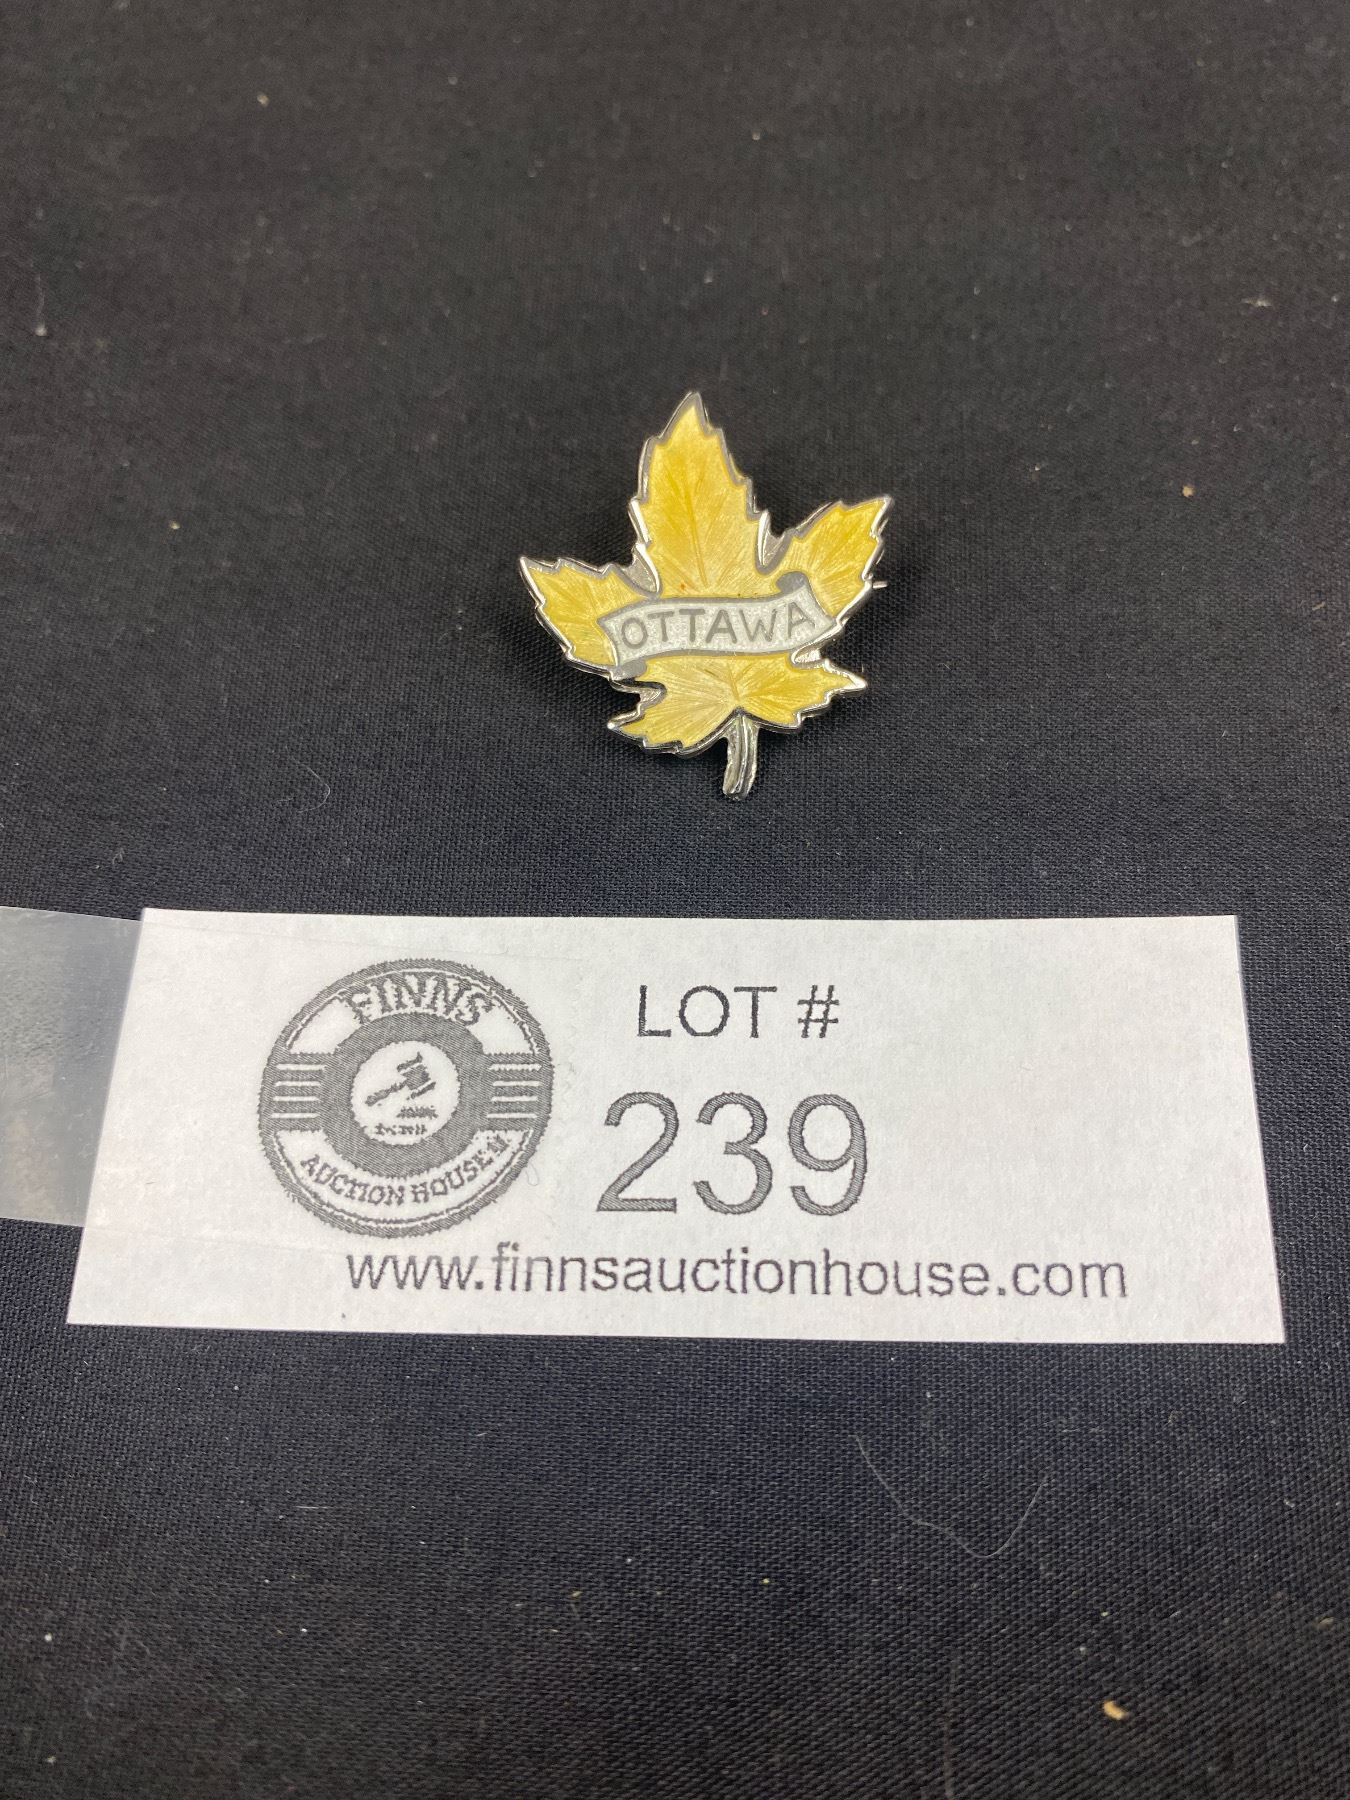 OTTAWA
FINNS
AUCTION HOUSE
LOT #
239
www.finnsauctionhouse.com